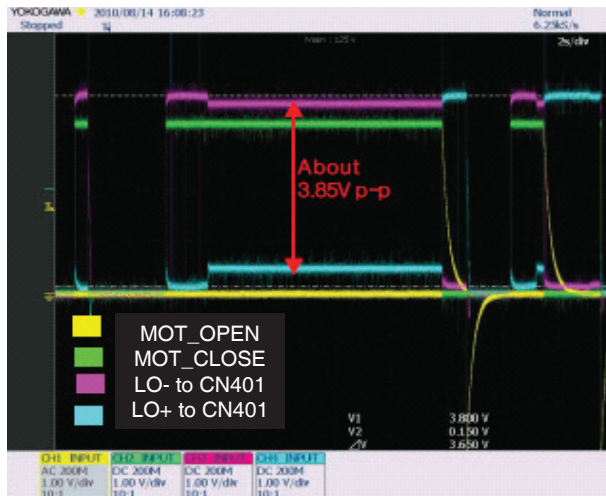 YOKOGAWA 2010/08/14 16:08:23
Normal
Stopped
6.25kS/s
Main : 125 k
2s/div
About
3.85V p-p
MOT_OPEN
MOT_CLOSE
LO- to CN401
LO+ to CN401
V1 3.800 V
V2 0.150 V
⊿V 3.650 V
CH1 INPUT CH2 INPUT CH3 INPUT CH4 INPUT
AC 200M DC 200M DC 200M DC 200M
1.00 V/div 1.00 V/div 1.00 V/div 1.00 V/div
10:1 10:1 10:1 10:1